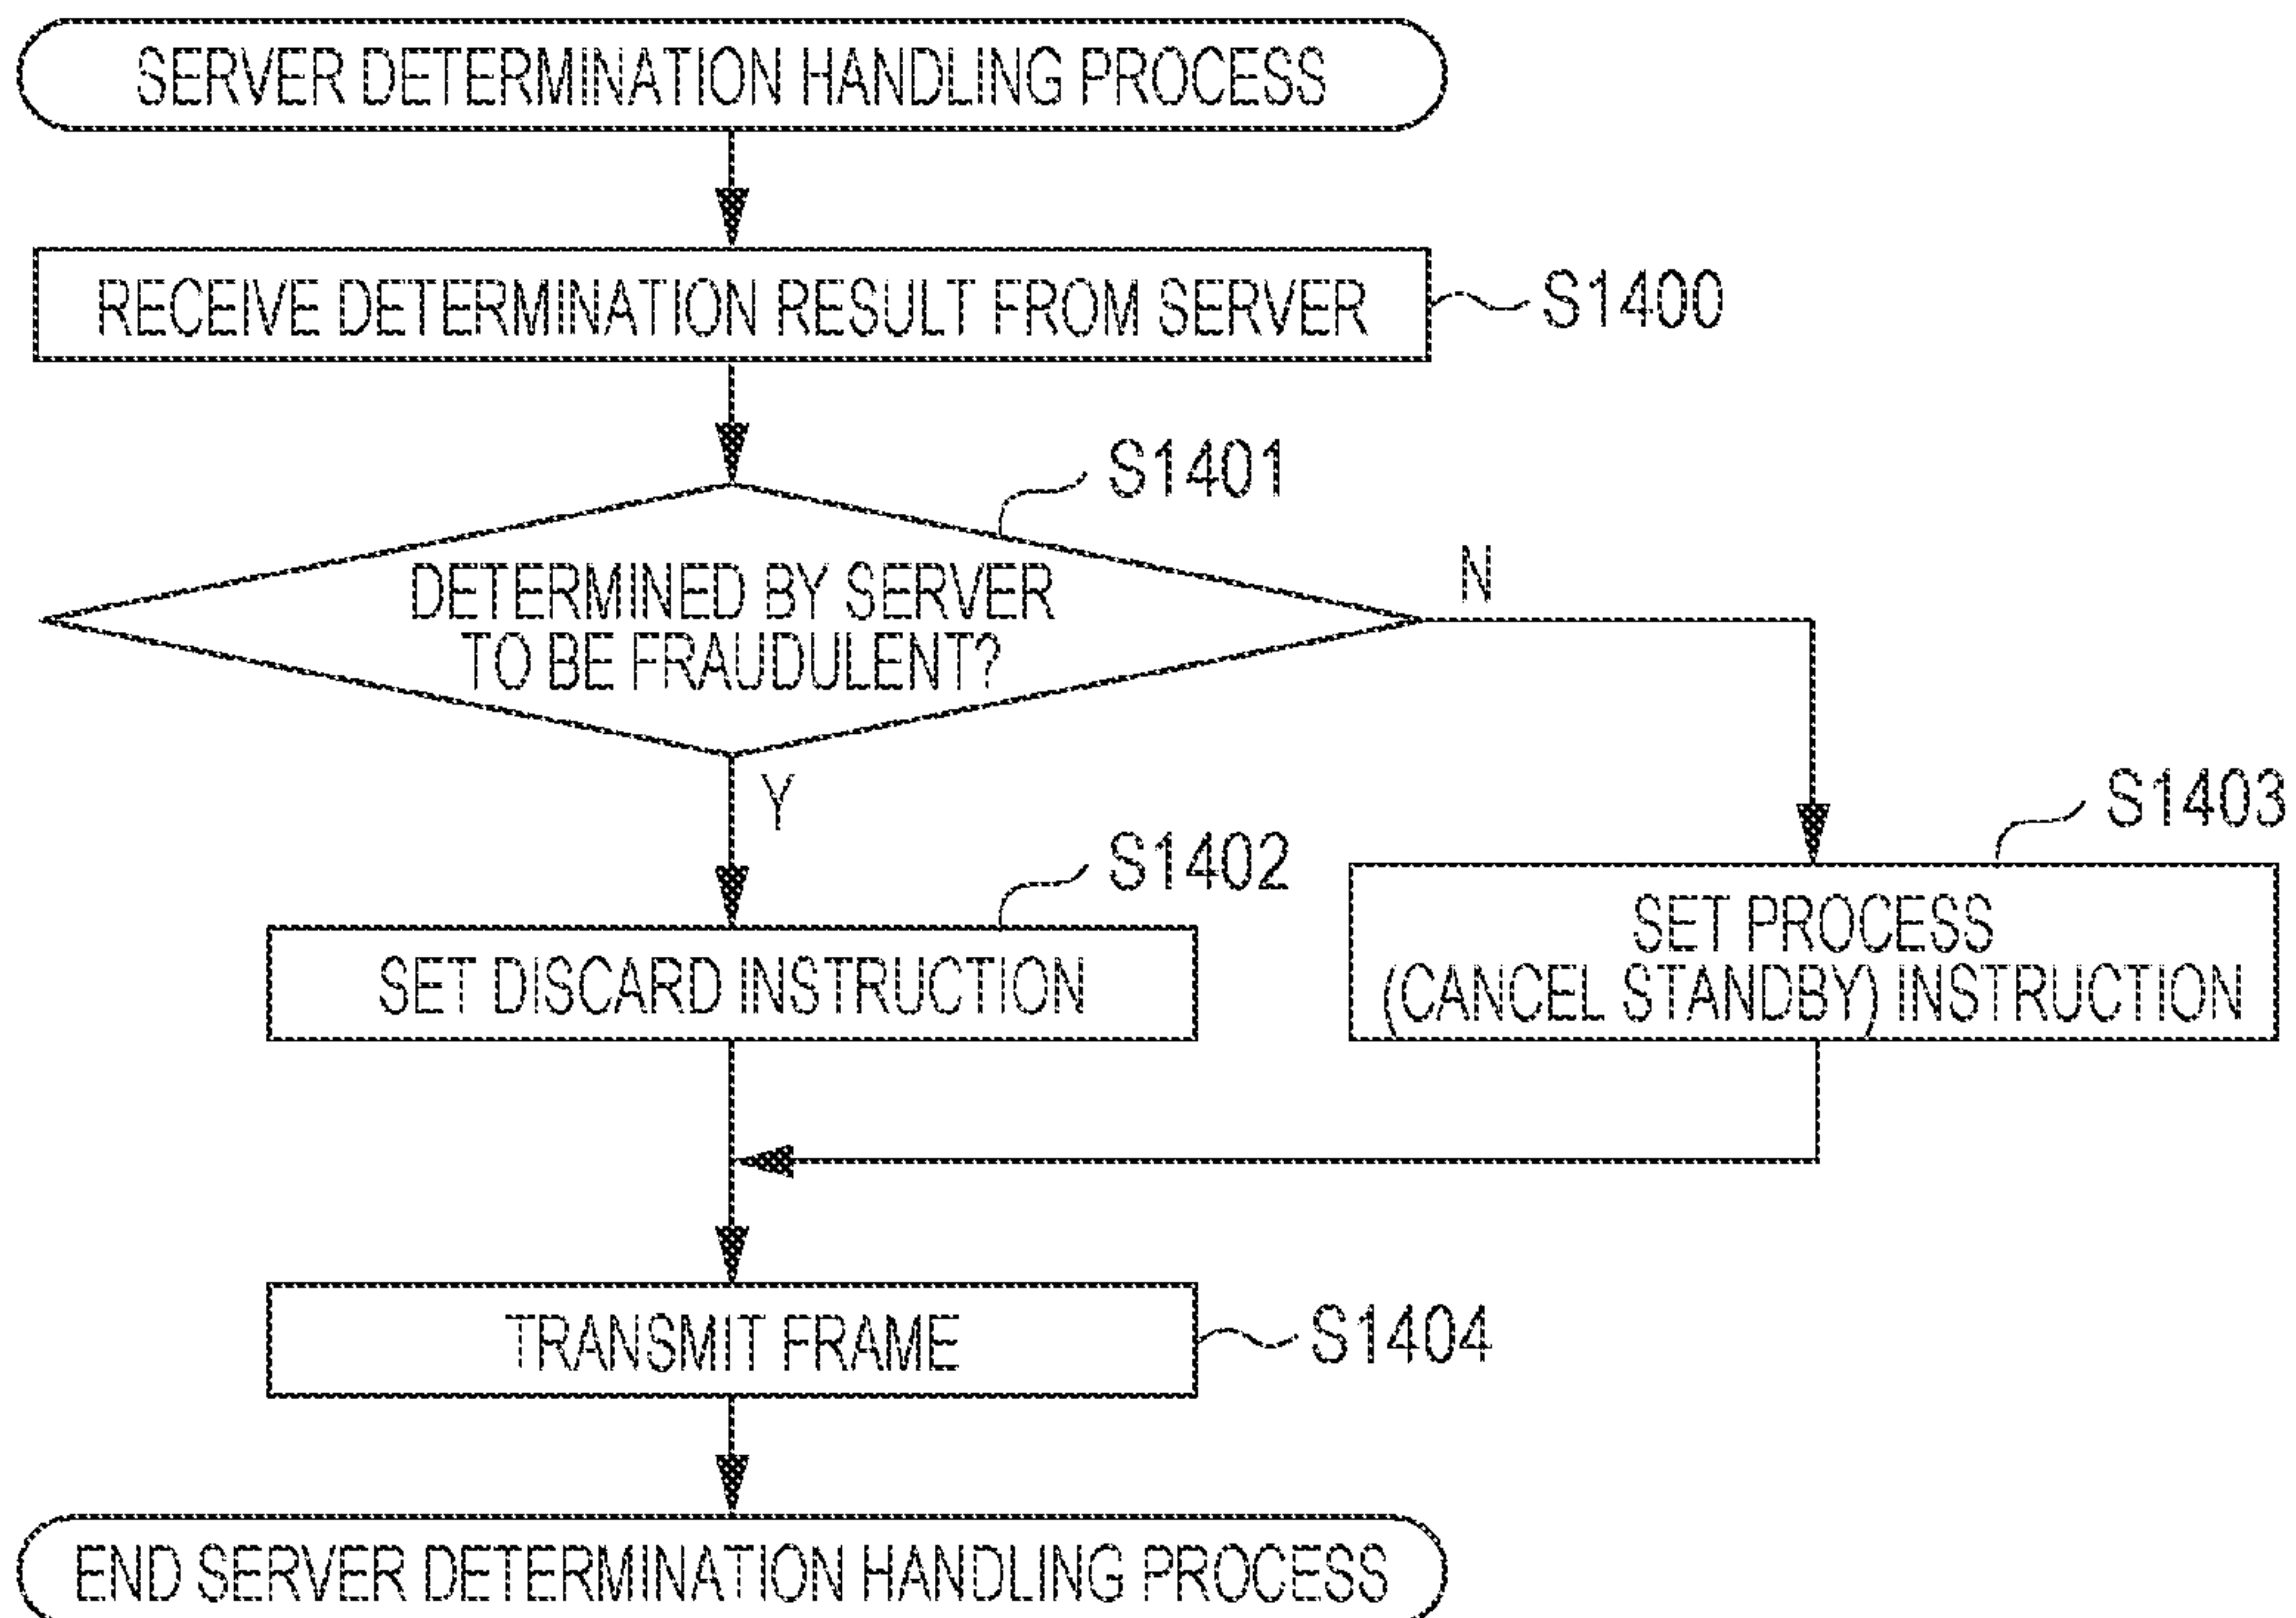 SERVER DETERMINATION HANDLING PROCESS
RECEIVE DETERMINATION RESULT FROM SERVER
S1400
S1401
DETERMINED BY SERVER
TO BE FRAUDULENT?
N
Y
S1402
SET DISCARD INSTRUCTION
S1403
SET PROCESS
(CANCEL STANDBY) INSTRUCTION
TRANSMIT FRAME
S1404
END SERVER DETERMINATION HANDLING PROCESS